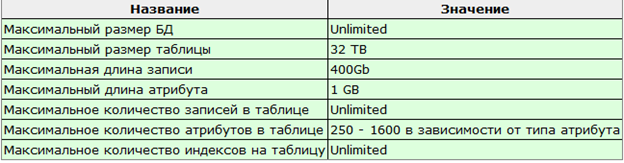 Название Значение
Максимальный размер БД Unlimited
Максимальный размер таблицы 32 TB
Максимальная длина записи 400Gb
Максимальный длина атрибута 1 GB
Максимальное количество записей в таблице Unlimited
Максимальное количество атрибутов в таблице 250 - 1600 в зависимости от типа атрибута
Максимальное количество индексов на таблицу Unlimited